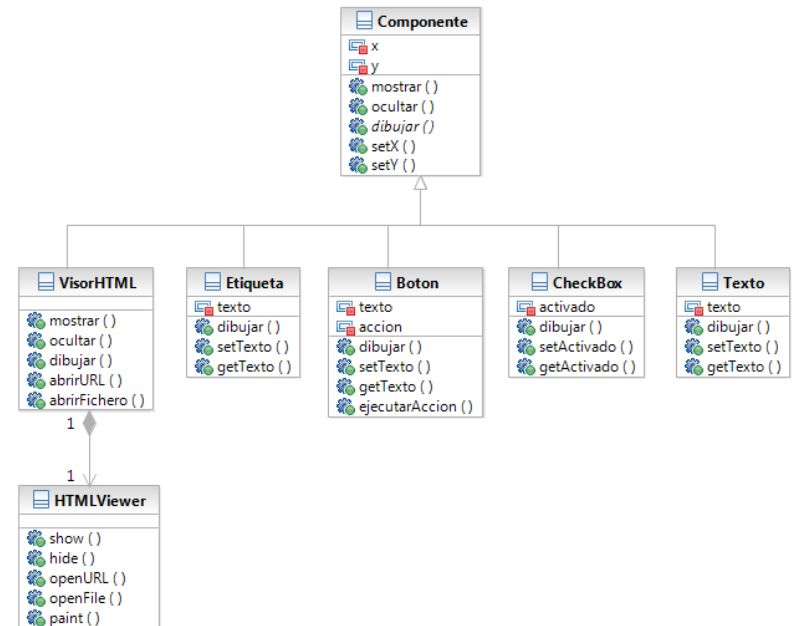 Componente
x
y
mostrar ( )
ocultar ( )
dibujar ( )
setX ( )
setY ( )
VisorHTML
mostrar ( )
ocultar ( )
dibujar ( )
abrirURL ( )
abrirFichero ( )
Etiqueta
texto
dibujar ( )
setTexto ( )
getTexto ( )
Boton
texto
accion
dibujar ( )
setTexto ( )
getTexto ( )
ejecutarAccion ( )
CheckBox
activado
dibujar ( )
setActivado ( )
getActivado ( )
Texto
texto
dibujar ( )
setTexto ( )
getTexto ( )
1
1
HTMLViewer
show ( )
hide ( )
openURL ( )
openFile ( )
paint ( )